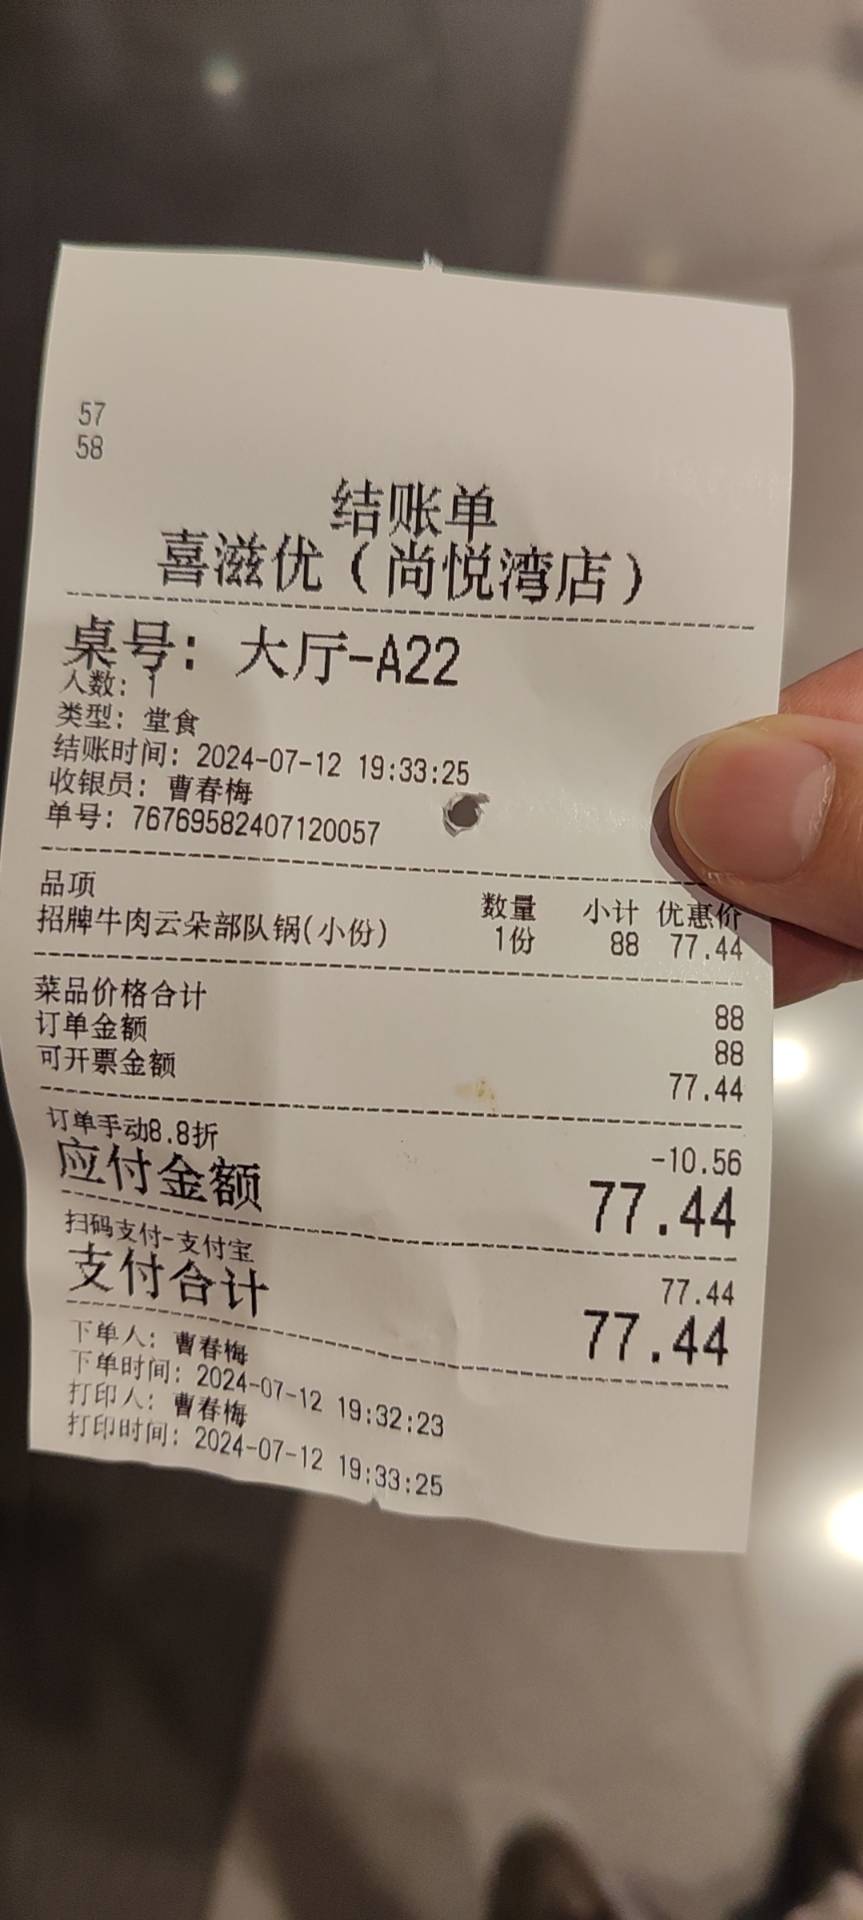 57
58
结账单
喜滋优（尚悦湾店）
桌号：大厅-A22
人数：1
类型：堂食
结账时间：2024-07-12 19:33:25
收银员：曹春梅
单号：76769582407120057
品项 数量 小计 优惠价
招牌牛肉云朵部队锅(小份) 1份 88 77.44
菜品价格合计 88
订单金额 88
可开票金额 77.44
订单手动8.8折 -10.56
应付金额 77.44
扫码支付-支付宝 77.44
支付合计 77.44
下单人：曹春梅
下单时间：2024-07-12 19:32:23
打印人：曹春梅
打印时间：2024-07-12 19:33:25